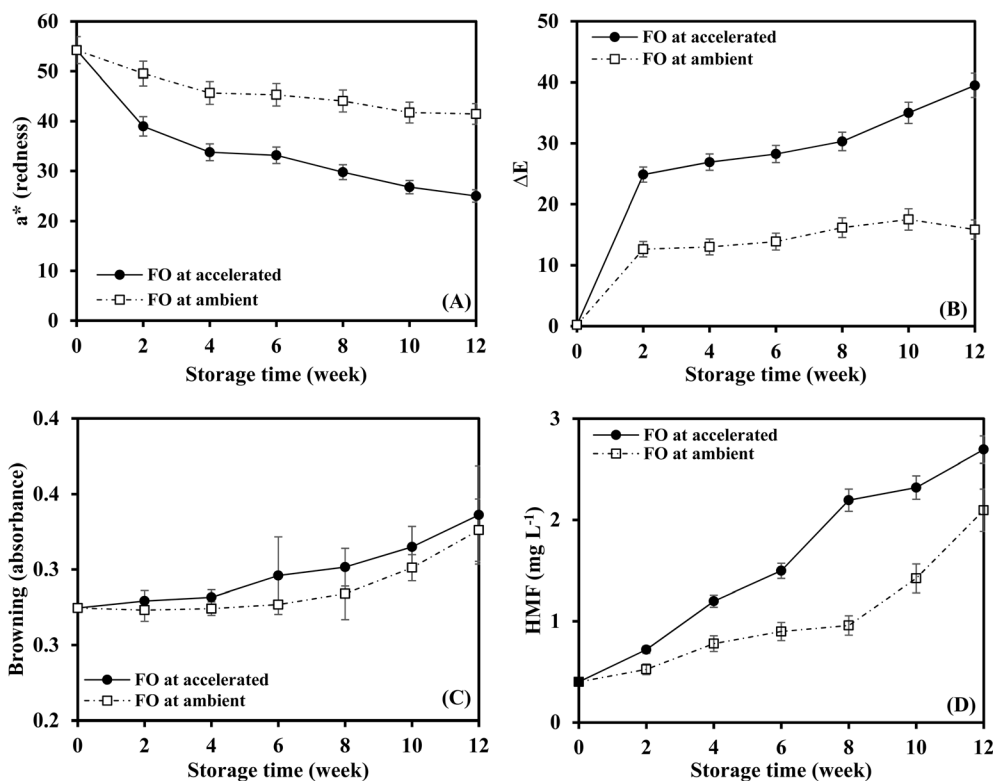 60
50
40
30
20
10
0
a* (redness)
FO at accelerated
FO at ambient
(A)
0 2 4 6 8 10 12
Storage time (week)
50
40
30
20
10
0
ΔE
FO at accelerated
FO at ambient
(B)
0 2 4 6 8 10 12
Storage time (week)
0.4
0.4
0.3
0.3
0.2
Browning (absorbance)
FO at accelerated
FO at ambient
(C)
0 2 4 6 8 10 12
Storage time (week)
3
2
1
0
HMF (mg L⁻¹)
FO at accelerated
FO at ambient
(D)
0 2 4 6 8 10 12
Storage time (week)